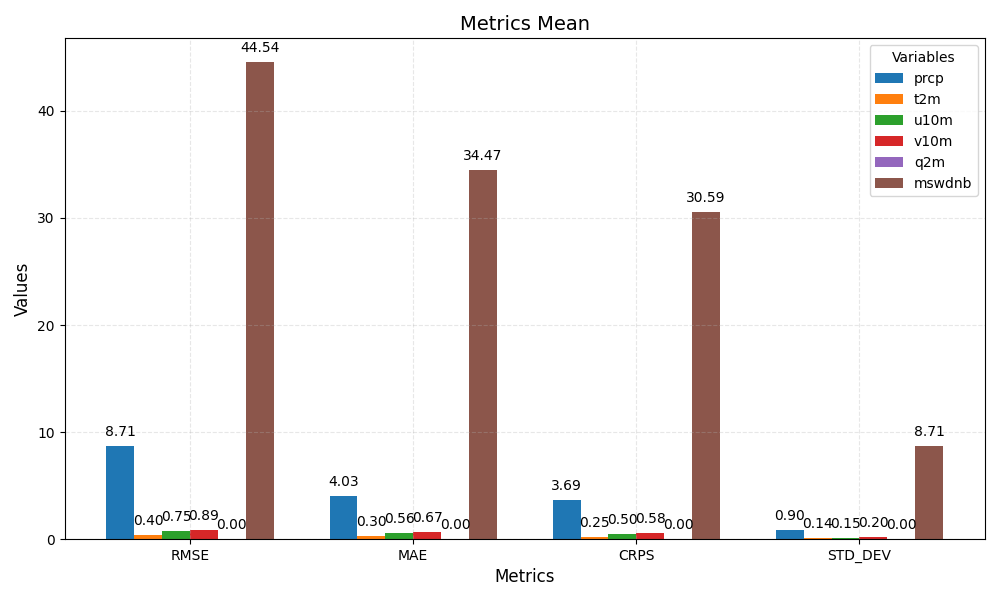 Metrics Mean
Values
40
30
20
10
0
44.54
34.47
30.59
8.71
0.40
0.75
0.89
0.00
4.03
0.30
0.56
0.67
0.00
3.69
0.25
0.50
0.58
0.00
0.90
0.14
0.15
0.20
0.00
8.71
Variables
prcp
t2m
u10m
v10m
q2m
mswdnb
RMSE
MAE
CRPS
STD_DEV
Metrics